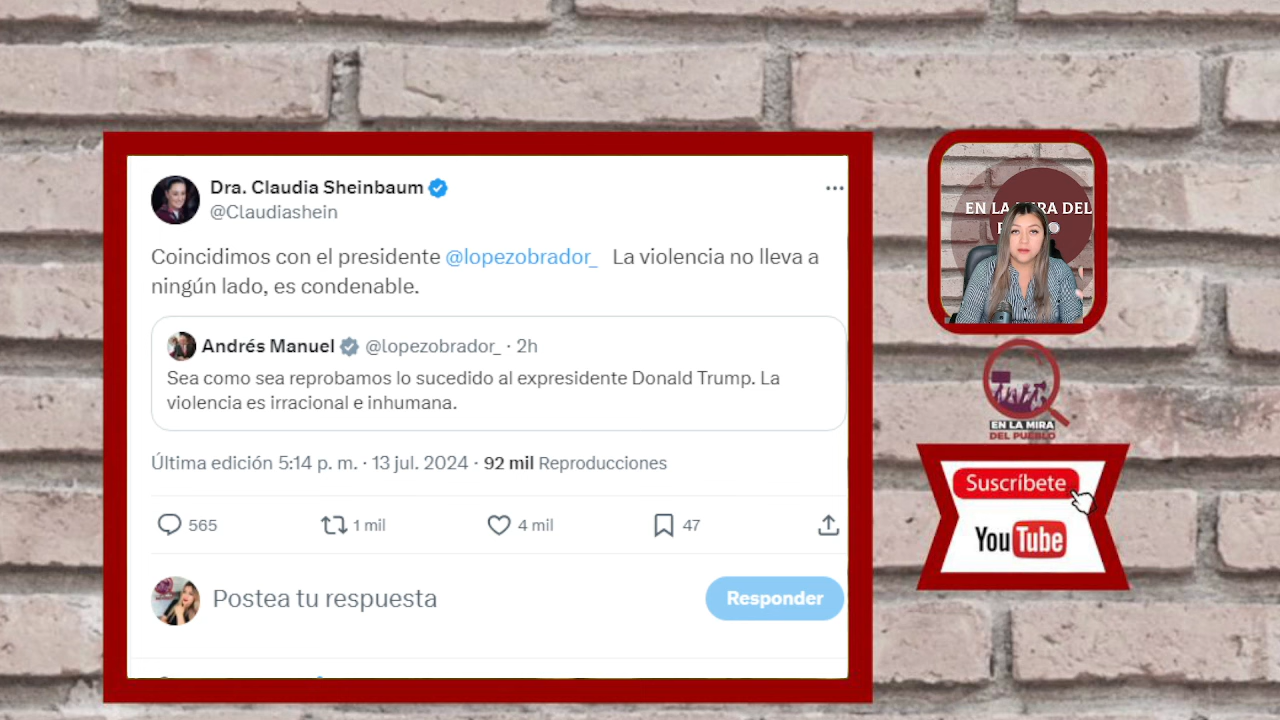 Dra. Claudia Sheinbaum
@Claudiashein
Coincidimos con el presidente @lopezobrador_ La violencia no lleva a
ningún lado, es condenable.
Andrés Manuel @lopezobrador_ · 2h
Sea como sea reprobamos lo sucedido al expresidente Donald Trump. La
violencia es irracional e inhumana.
Última edición 5:14 p. m. · 13 jul. 2024 · 92 mil Reproducciones
565 1 mil 4 mil 47
Postea tu respuesta
Responder
EN LA MIRA DEL
EN LA MIRA
DEL PUEBLO
Suscríbete
YouTube